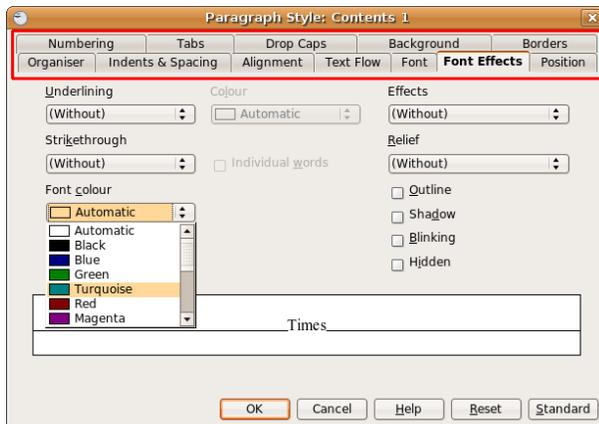 Paragraph Style: Contents 1
Numbering Tabs Drop Caps Background Borders
Organiser Indents & Spacing Alignment Text Flow Font Font Effects Position
Underlining Colour Effects
(Without) Automatic (Without)
Strikethrough Relief
(Without) Individual words (Without)
Font colour Outline
Automatic Shadow
Automatic
Black Blinking
Blue
Green Hidden
Turquoise
Red
Magenta
Times
OK Cancel Help Reset Standard